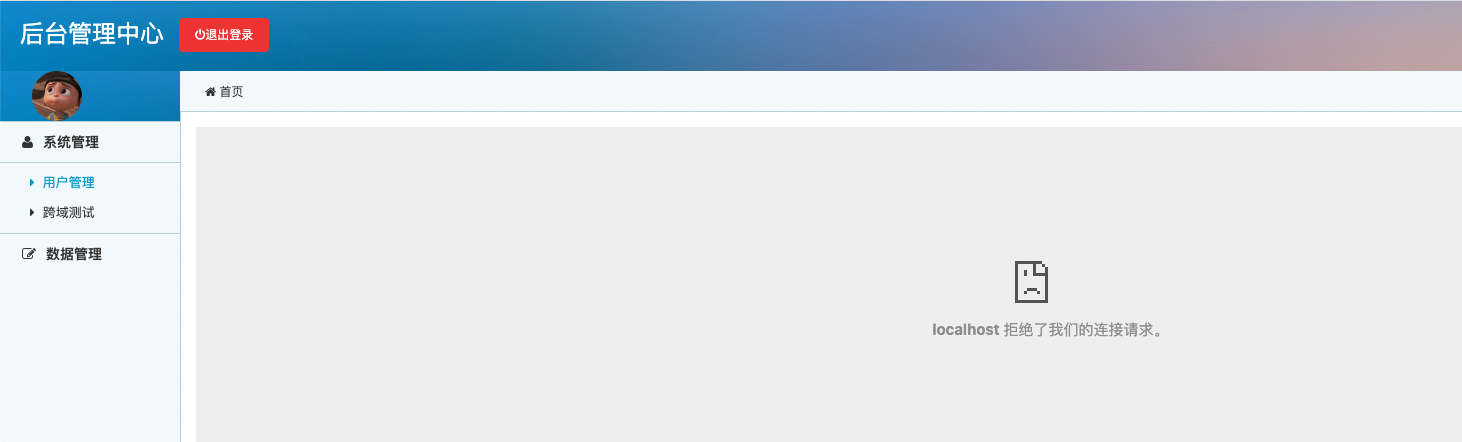 后台管理中心
退出登录
首页
系统管理
用户管理
跨域测试
数据管理
localhost 拒绝了我们的连接请求。